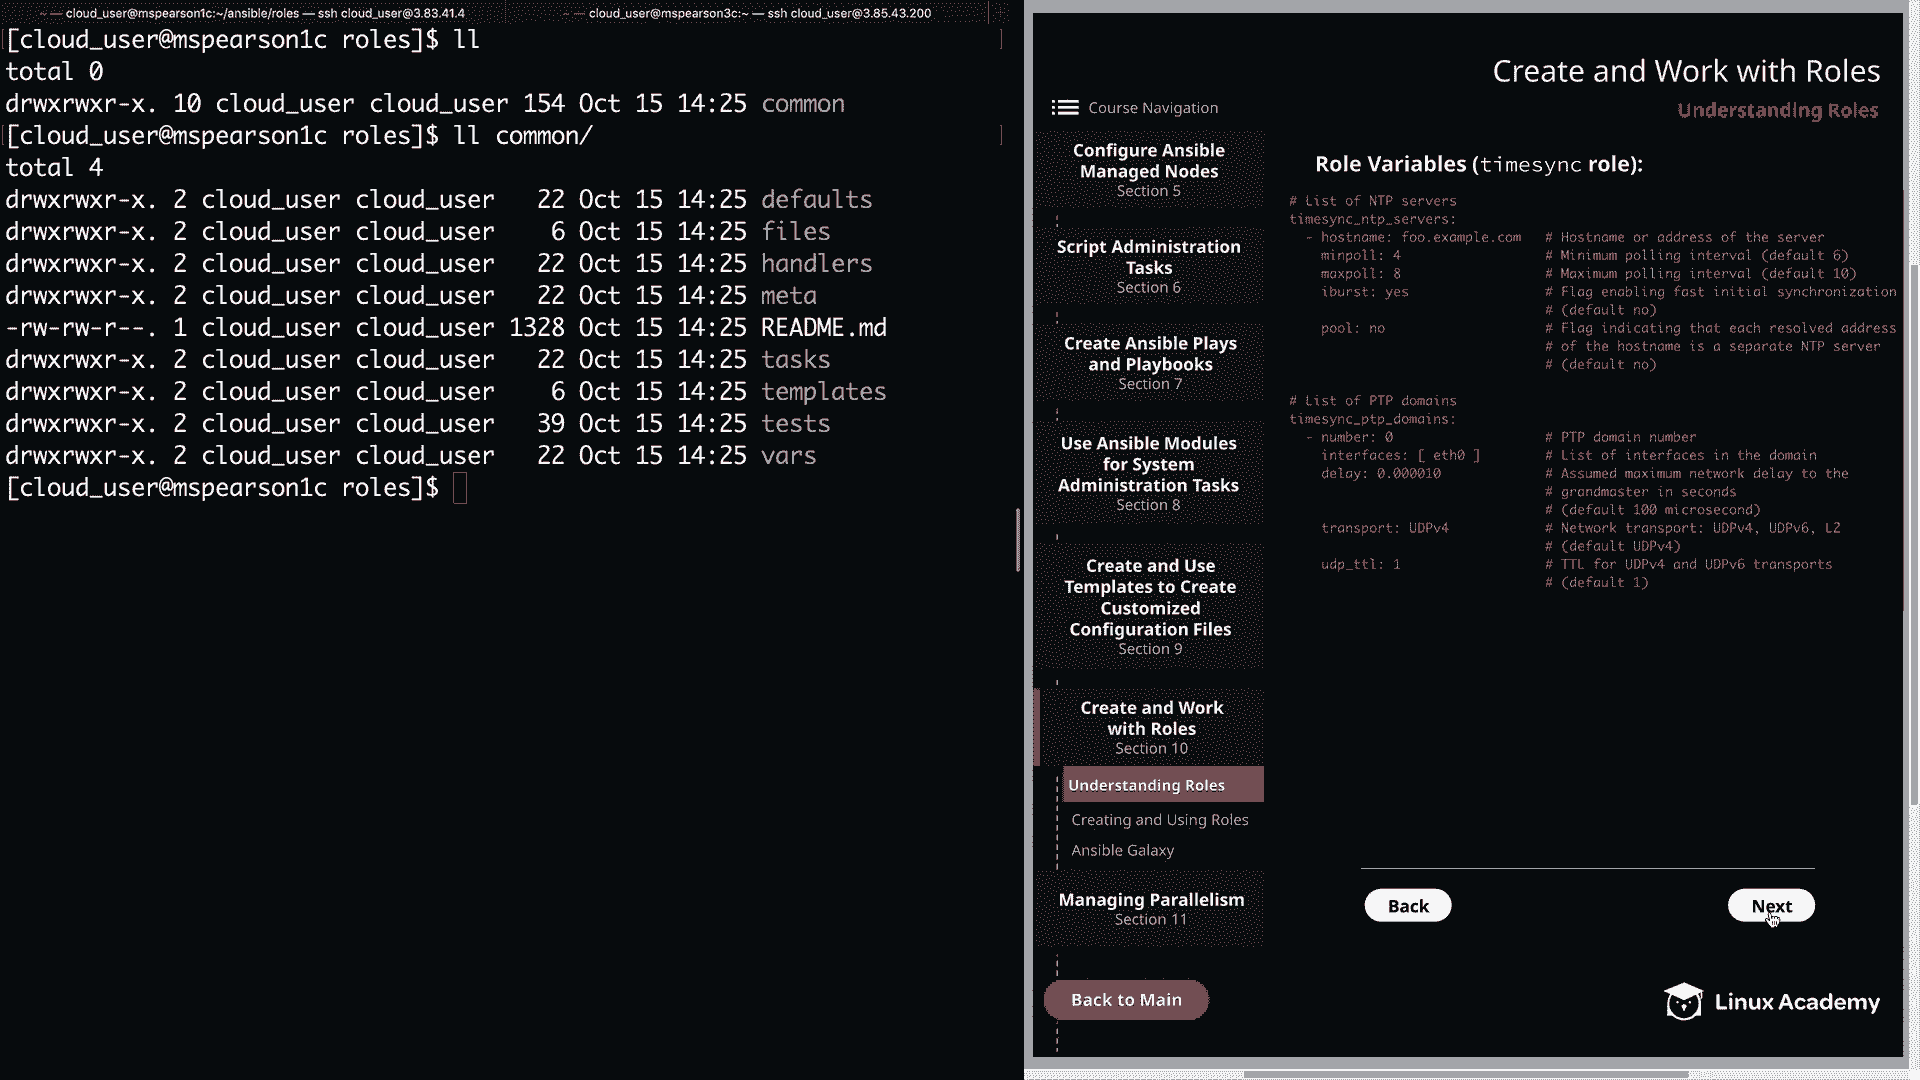 ~ — cloud_user@mspearson1c:~/ansible/roles — ssh cloud_user@3.83.41.4
~ — cloud_user@mspearson3c:~ — ssh cloud_user@3.85.43.200
[cloud_user@mspearson1c roles]$ ll
total 0
drwxrwxr-x. 10 cloud_user cloud_user 154 Oct 15 14:25 common
[cloud_user@mspearson1c roles]$ ll common/
total 4
drwxrwxr-x. 2 cloud_user cloud_user   22 Oct 15 14:25 defaults
drwxrwxr-x. 2 cloud_user cloud_user    6 Oct 15 14:25 files
drwxrwxr-x. 2 cloud_user cloud_user   22 Oct 15 14:25 handlers
drwxrwxr-x. 2 cloud_user cloud_user   22 Oct 15 14:25 meta
-rw-rw-r--. 1 cloud_user cloud_user 1328 Oct 15 14:25 README.md
drwxrwxr-x. 2 cloud_user cloud_user   22 Oct 15 14:25 tasks
drwxrwxr-x. 2 cloud_user cloud_user    6 Oct 15 14:25 templates
drwxrwxr-x. 2 cloud_user cloud_user   39 Oct 15 14:25 tests
drwxrwxr-x. 2 cloud_user cloud_user   22 Oct 15 14:25 vars
[cloud_user@mspearson1c roles]$
Create and Work with Roles
Understanding Roles
Course Navigation
Configure Ansible
Managed Nodes
Section 5
Script Administration
Tasks
Section 6
Create Ansible Plays
and Playbooks
Section 7
Use Ansible Modules
for System
Administration Tasks
Section 8
Create and Use
Templates to Create
Customized
Configuration Files
Section 9
Create and Work
with Roles
Section 10
Understanding Roles
Creating and Using Roles
Ansible Galaxy
Managing Parallelism
Section 11
Back to Main
Role Variables (timesync role):
# List of NTP servers
timesync_ntp_servers:
  - hostname: foo.example.com   # Hostname or address of the server
    minpoll: 4                  # Minimum polling interval (default 6)
    maxpoll: 8                  # Maximum polling interval (default 10)
    iburst: yes                 # Flag enabling fast initial synchronization
                                # (default no)
    pool: no                    # Flag indicating that each resolved address
                                # of the hostname is a separate NTP server
                                # (default no)
# List of PTP domains
timesync_ptp_domains:
  - number: 0                   # PTP domain number
    interfaces: [ eth0 ]        # List of interfaces in the domain
    delay: 0.000010             # Assumed maximum network delay to the
                                # grandmaster in seconds
                                # (default 100 microsecond)
    transport: UDPv4            # Network transport: UDPv4, UDPv6, L2
                                # (default UDPv4)
    udp_ttl: 1                  # TTL for UDPv4 and UDPv6 transports
                                # (default 1)
Back
Next
Linux Academy